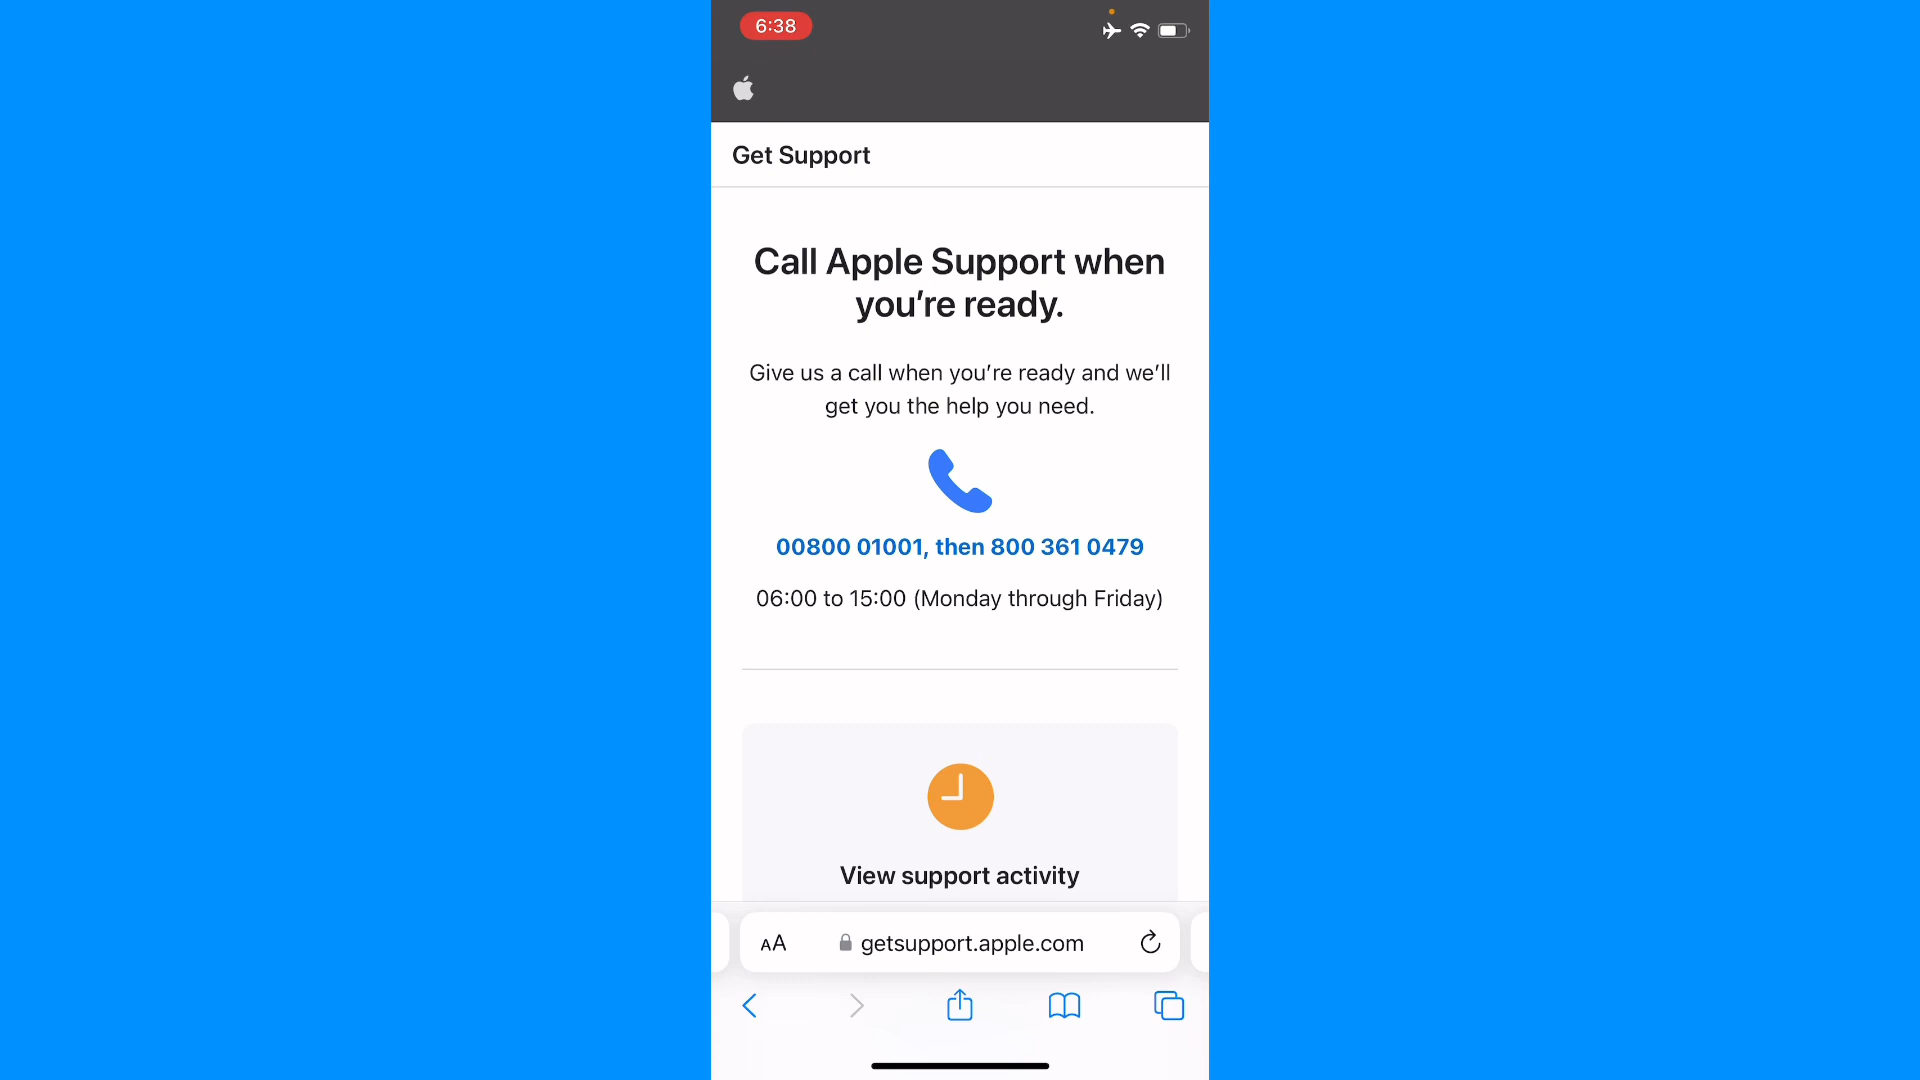 6:38
Get Support
Call Apple Support when
you’re ready.
Give us a call when you’re ready and we’ll
get you the help you need.
00800 01001, then 800 361 0479
06:00 to 15:00 (Monday through Friday)
View support activity
AA getsupport.apple.com